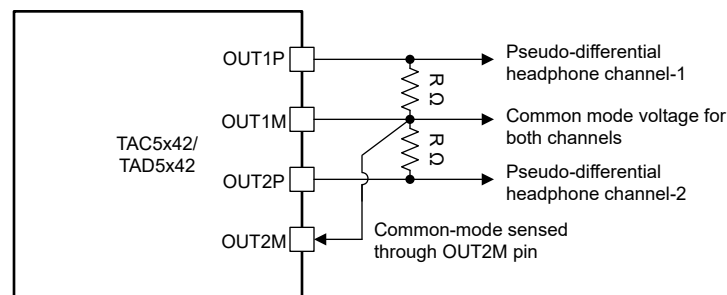 OUT1P
Pseudo-differential
headphone channel-1
R Ω
OUT1M
Common mode voltage for
both channels
TAC5x42/
TAD5x42
R Ω
OUT2P
Pseudo-differential
headphone channel-2
OUT2M
Common-mode sensed
through OUT2M pin